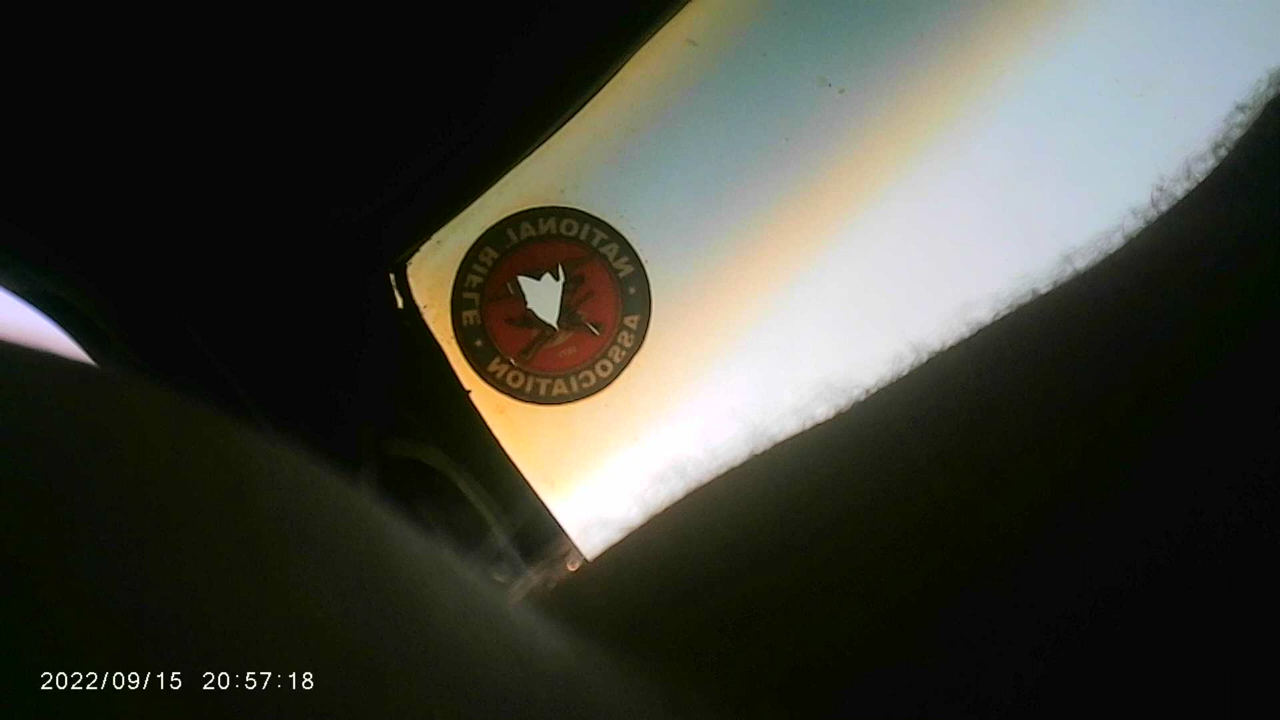 NATIONAL RIFLE
• ASSOCIATION •
2022/09/15 20:57:18